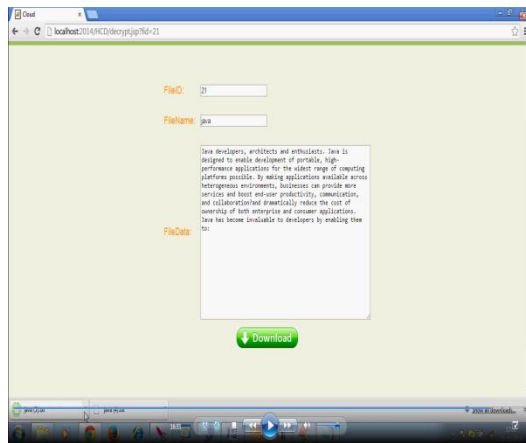 Cloud
localhost:2014/HCD/decrypt.jsp?fid=21
FileID: 21
FileName: java
Java developers, architects and enthusiasts. Java is
designed to enable development of portable, high-
performance applications for the widest range of computing
platforms possible. By making applications available across
heterogeneous environments, businesses can provide more
services and boost end-user productivity, communication,
and collaboration?and dramatically reduce the cost of
ownership of both enterprise and consumer applications.
Java has become invaluable to developers by enabling them
FileData: to:
Download
Show all downloads...